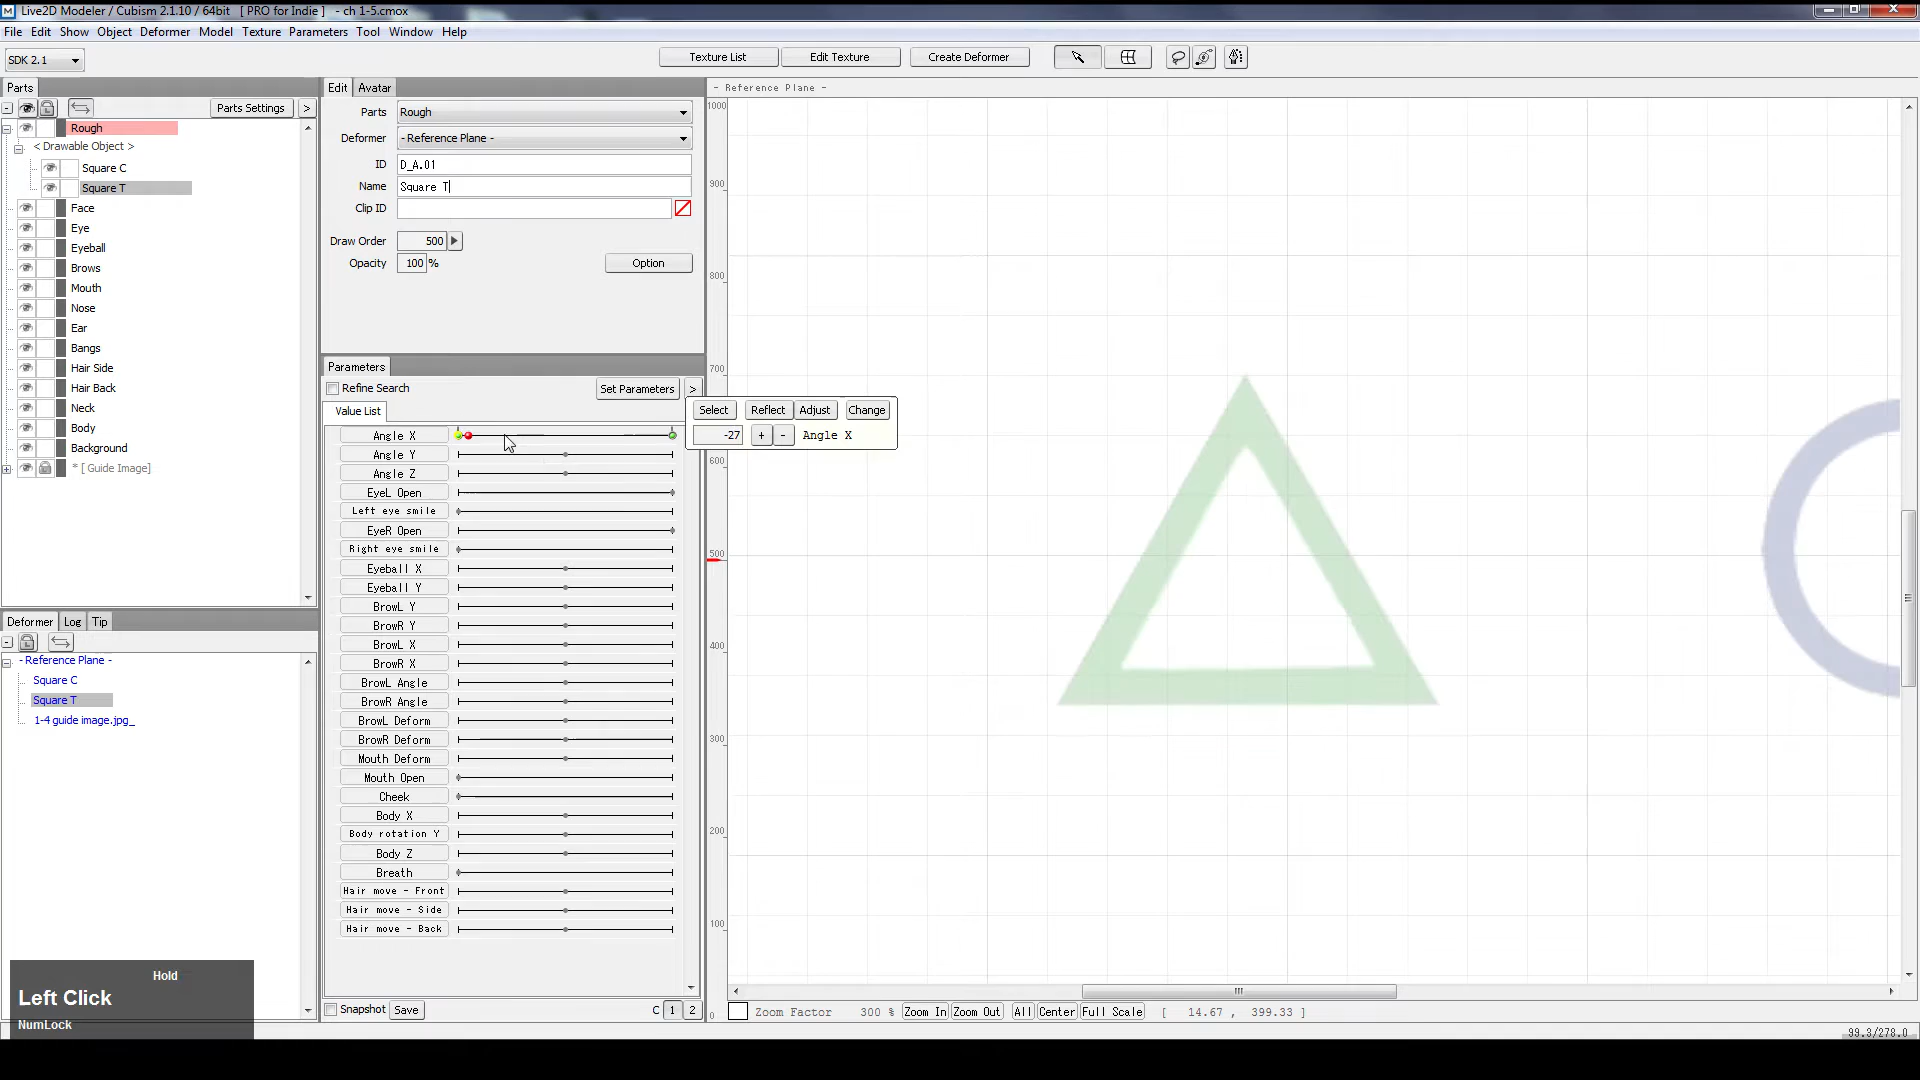 Live2D Modeler / Cubism 2.1.10 / 64bit [ PRO for Indie ] - ch 1-5.cmox
File Edit Show Object Deformer Model Texture Parameters Tool Window Help
SDK 2.1
Texture List Edit Texture Create Deformer
Parts
Parts Settings >
Rough
< Drawable Object >
Square C
Square T
Face
Eye
Eyeball
Brows
Mouth
Nose
Ear
Bangs
Hair Side
Hair Back
Neck
Body
Background
* [ Guide Image]
Deformer Log Tip
- Reference Plane -
Square C
Square T
1-4 guide image.jpg_
Hold
Left Click
NumLock
Edit Avatar
Parts Rough
Deformer - Reference Plane -
ID D_A.01
Name Square T
Clip ID
Draw Order 500
Opacity 100 % Option
Parameters
Refine Search Set Parameters >
Value List
Angle X
Angle Y
Angle Z
EyeL Open
Left eye smile
EyeR Open
Right eye smile
Eyeball X
Eyeball Y
BrowL Y
BrowR Y
BrowL X
BrowR X
BrowL Angle
BrowR Angle
BrowL Deform
BrowR Deform
Mouth Deform
Mouth Open
Cheek
Body X
Body rotation Y
Body Z
Breath
Hair move - Front
Hair move - Side
Hair move - Back
Snapshot Save C 1 2
Select Reflect Adjust Change
-27 + - Angle X
- Reference Plane -
1000
900
800
700
600
500
400
300
200
100
0
Zoom Factor 300 % Zoom In Zoom Out All Center Full Scale [ 14.67 , 399.33 ]
99.3/278.0